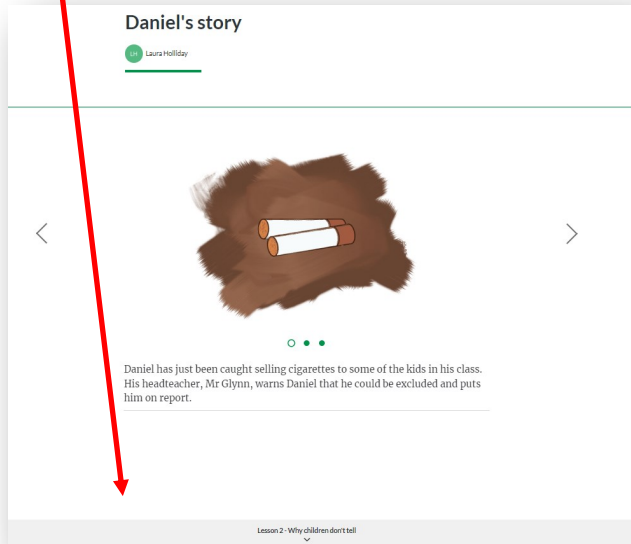 Daniel's story
LH Laura Holliday
Daniel has just been caught selling cigarettes to some of the kids in his class.
His headteacher, Mr Glynn, warns Daniel that he could be excluded and puts
him on report.
Lesson 2 - Why children don't tell